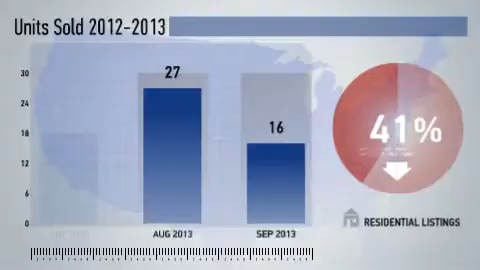 Units Sold 2012-2013
30
24
18
12
6
0
27
16
AUG 2013
SEP 2013
41%
RESIDENTIAL LISTINGS